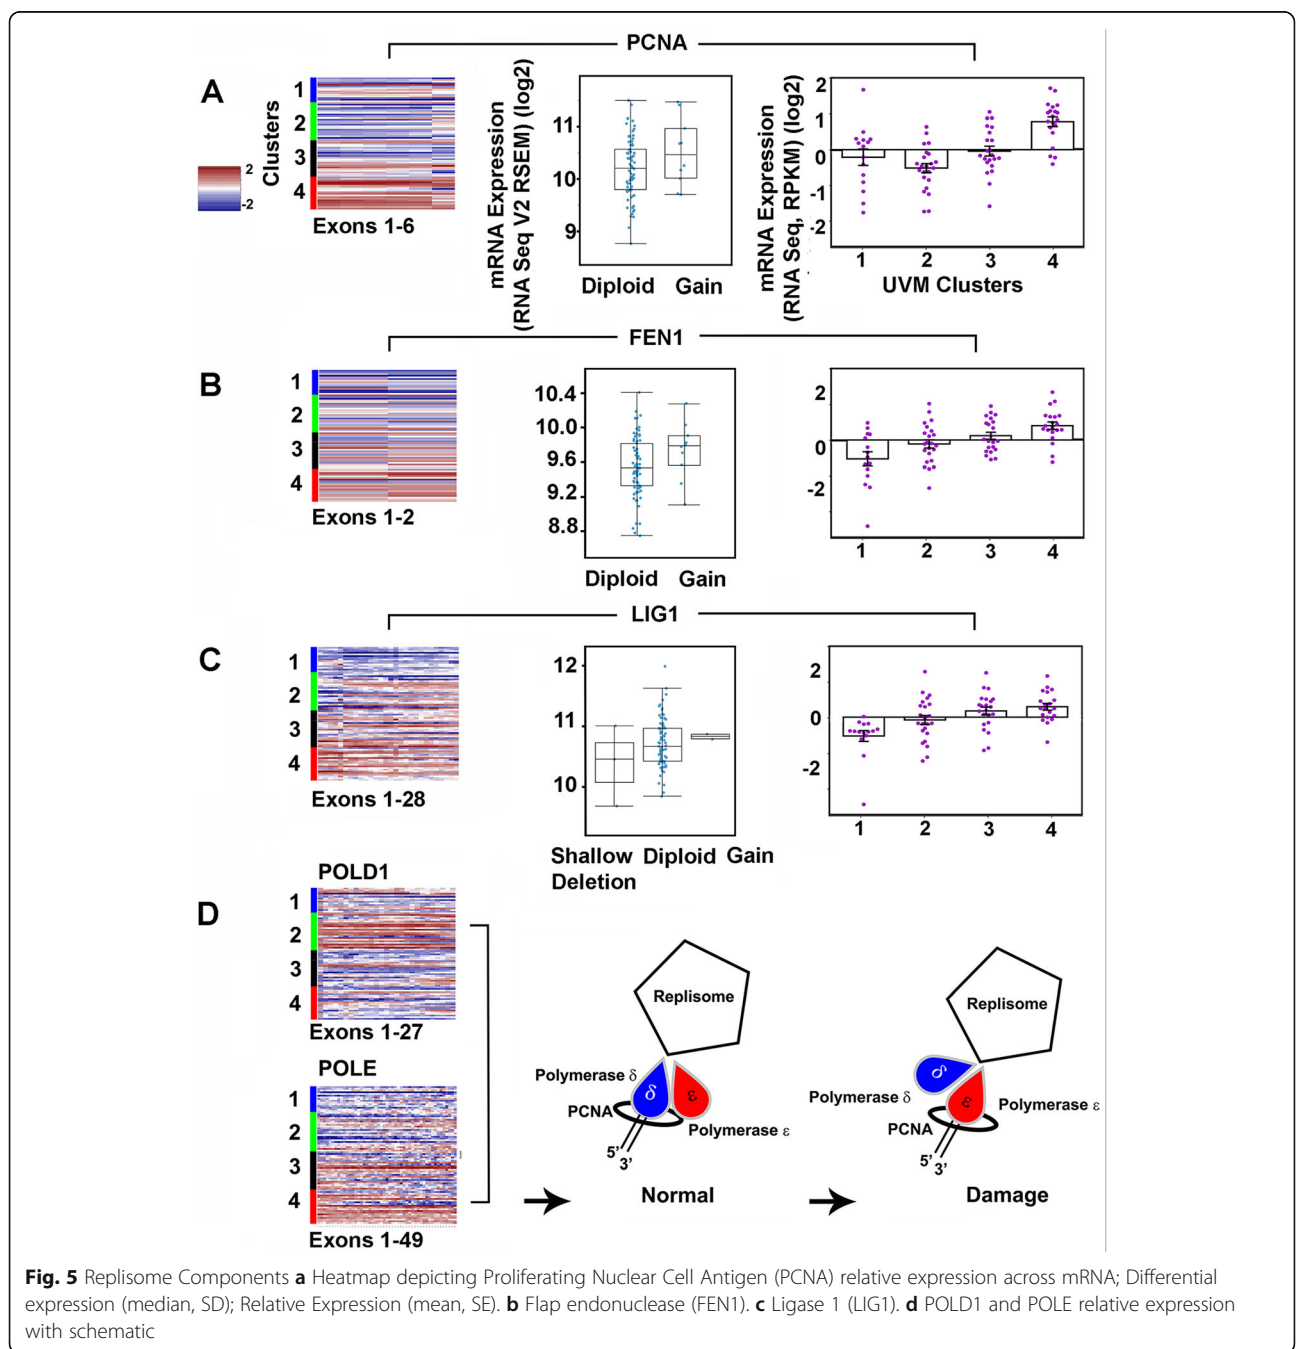 PCNA
A
Clusters
1
2
3
4
2
-2
Exons 1-6
mRNA Expression
(RNA Seq V2 RSEM) (log2)
11
10
9
Diploid Gain
mRNA Expression
(RNA Seq, RPKM) (log2)
2
1
0
-1
-2
1 2 3 4
UVM Clusters
FEN1
B
1
2
3
4
Exons 1-2
10.4
10.0
9.6
9.2
8.8
Diploid Gain
2
0
-2
1 2 3 4
LIG1
C
1
2
3
4
Exons 1-28
12
11
10
Shallow Diploid Gain
Deletion
2
0
-2
1 2 3 4
D
POLD1
1
2
3
4
Exons 1-27
POLE
1
2
3
4
Exons 1-49
Replisome
Polymerase δ
δ
ε
PCNA
Polymerase ε
5’
3’
Normal
Replisome
δ
Polymerase δ
ε
Polymerase ε
PCNA
5’
3’
Damage
Fig. 5 Replisome Components a Heatmap depicting Proliferating Nuclear Cell Antigen (PCNA) relative expression across mRNA; Differential
expression (median, SD); Relative Expression (mean, SE). b Flap endonuclease (FEN1). c Ligase 1 (LIG1). d POLD1 and POLE relative expression
with schematic